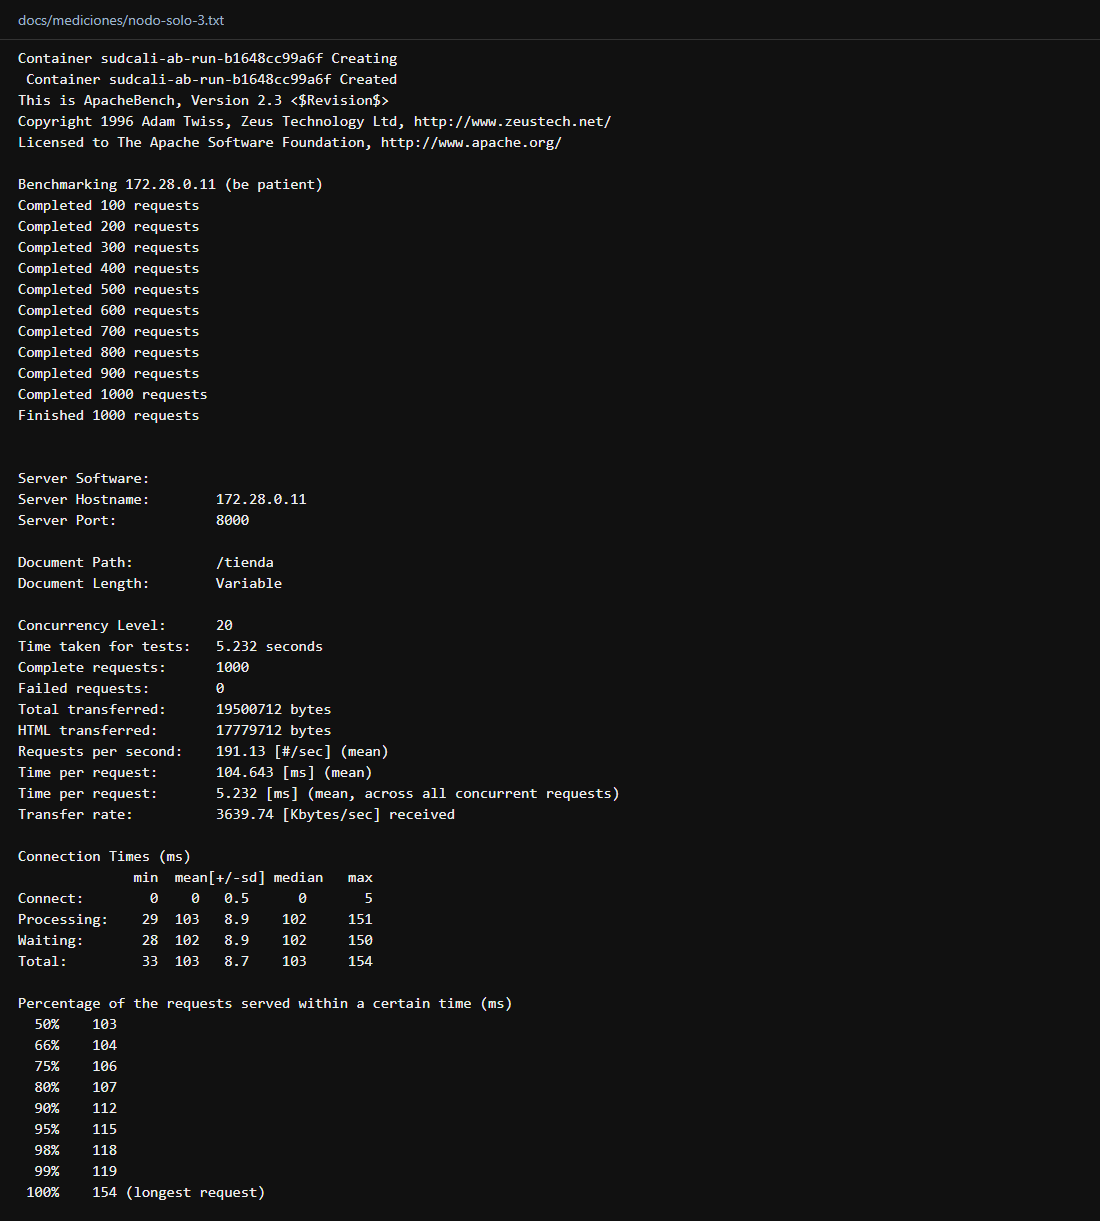 docs/mediciones/nodo-solo-3.txt
Container sudcali-ab-run-b1648cc99a6f Creating
Container sudcali-ab-run-b1648cc99a6f Created
This is ApacheBench, Version 2.3 <$Revision$>
Copyright 1996 Adam Twiss, Zeus Technology Ltd, http://www.zeustech.net/
Licensed to The Apache Software Foundation, http://www.apache.org/
Benchmarking 172.28.0.11 (be patient)
Completed 100 requests
Completed 200 requests
Completed 300 requests
Completed 400 requests
Completed 500 requests
Completed 600 requests
Completed 700 requests
Completed 800 requests
Completed 900 requests
Completed 1000 requests
Finished 1000 requests
Server Software:
Server Hostname:        172.28.0.11
Server Port:            8000
Document Path:          /tienda
Document Length:        Variable
Concurrency Level:      20
Time taken for tests:   5.232 seconds
Complete requests:      1000
Failed requests:        0
Total transferred:      19500712 bytes
HTML transferred:       17779712 bytes
Requests per second:    191.13 [#/sec] (mean)
Time per request:       104.643 [ms] (mean)
Time per request:       5.232 [ms] (mean, across all concurrent requests)
Transfer rate:          3639.74 [Kbytes/sec] received
Connection Times (ms)
              min  mean[+/-sd] median   max
Connect:        0    0   0.5      0       5
Processing:    29  103   8.9    102     151
Waiting:       28  102   8.9    102     150
Total:         33  103   8.7    103     154
Percentage of the requests served within a certain time (ms)
  50%    103
  66%    104
  75%    106
  80%    107
  90%    112
  95%    115
  98%    118
  99%    119
 100%    154 (longest request)